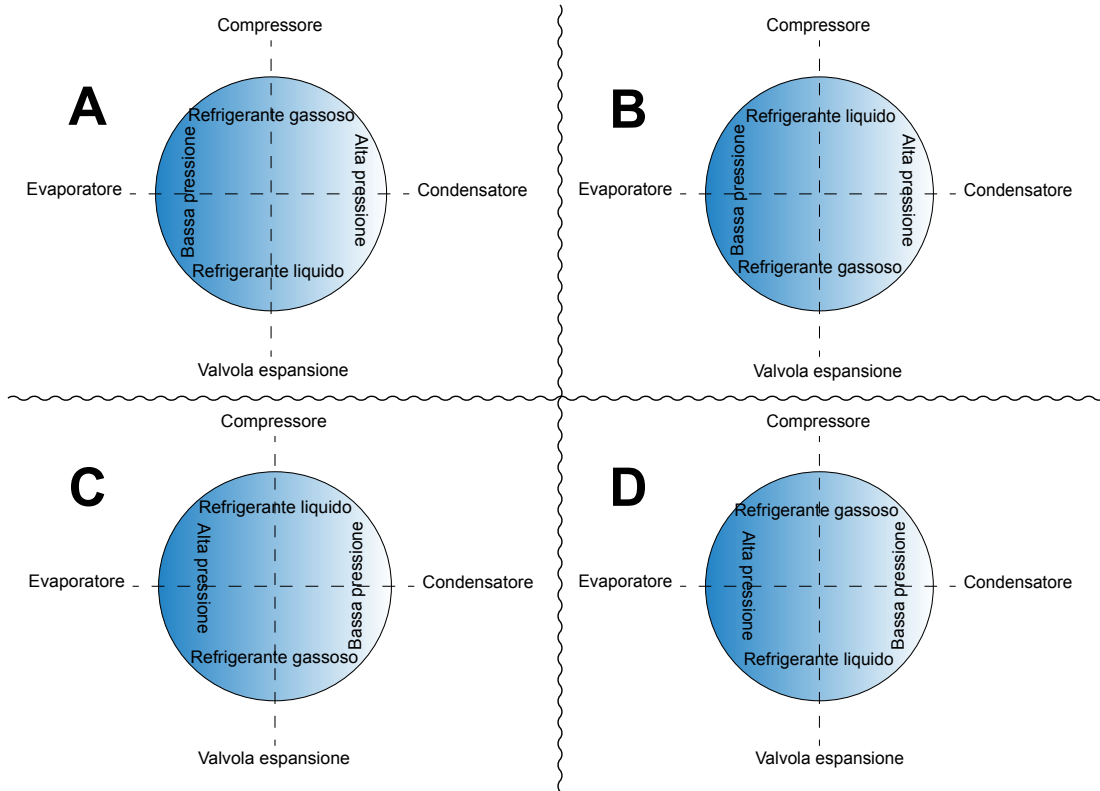 Compressore
A
Refrigerante gassoso
Bassa pressione
Alta pressione
Evaporatore
Condensatore
Refrigerante liquido
Valvola espansione
Compressore
B
Refrigerante liquido
Bassa pressione
Alta pressione
Evaporatore
Condensatore
Refrigerante gassoso
Valvola espansione
Compressore
C
Refrigerante liquido
Alta pressione
Bassa pressione
Evaporatore
Condensatore
Refrigerante gassoso
Valvola espansione
Compressore
D
Refrigerante gassoso
Alta pressione
Bassa pressione
Evaporatore
Condensatore
Refrigerante liquido
Valvola espansione